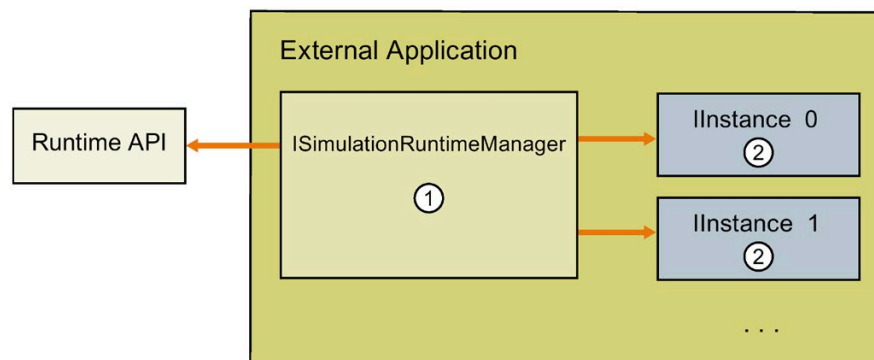 External Application
Runtime API
ISimulationRuntimeManager
1
IInstance 0
2
IInstance 1
2
. . .